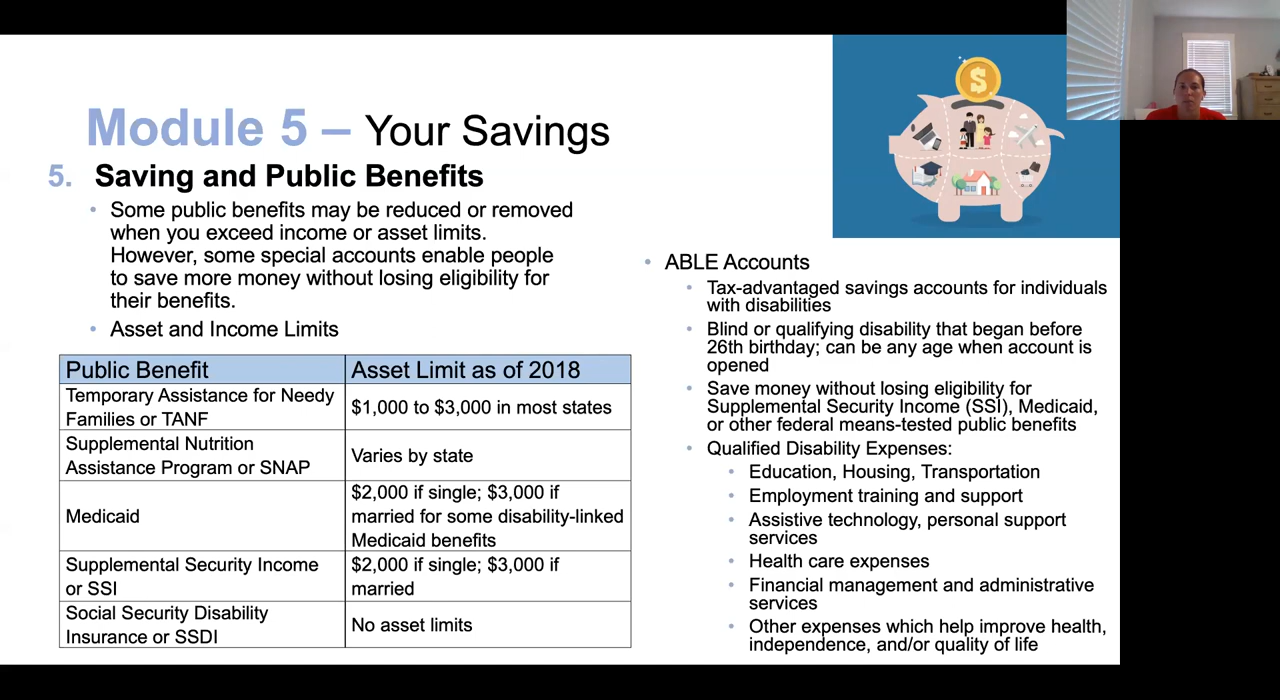 Module 5 – Your Savings
5. Saving and Public Benefits
• Some public benefits may be reduced or removed
when you exceed income or asset limits.
However, some special accounts enable people
to save more money without losing eligibility for
their benefits.
• Asset and Income Limits
Public Benefit
Asset Limit as of 2018
Temporary Assistance for Needy
Families or TANF
$1,000 to $3,000 in most states
Supplemental Nutrition
Assistance Program or SNAP
Varies by state
Medicaid
$2,000 if single; $3,000 if
married for some disability-linked
Medicaid benefits
Supplemental Security Income
or SSI
$2,000 if single; $3,000 if
married
Social Security Disability
Insurance or SSDI
No asset limits
$
• ABLE Accounts
• Tax-advantaged savings accounts for individuals
with disabilities
• Blind or qualifying disability that began before
26th birthday; can be any age when account is
opened
• Save money without losing eligibility for
Supplemental Security Income (SSI), Medicaid,
or other federal means-tested public benefits
• Qualified Disability Expenses:
• Education, Housing, Transportation
• Employment training and support
• Assistive technology, personal support
services
• Health care expenses
• Financial management and administrative
services
• Other expenses which help improve health,
independence, and/or quality of life